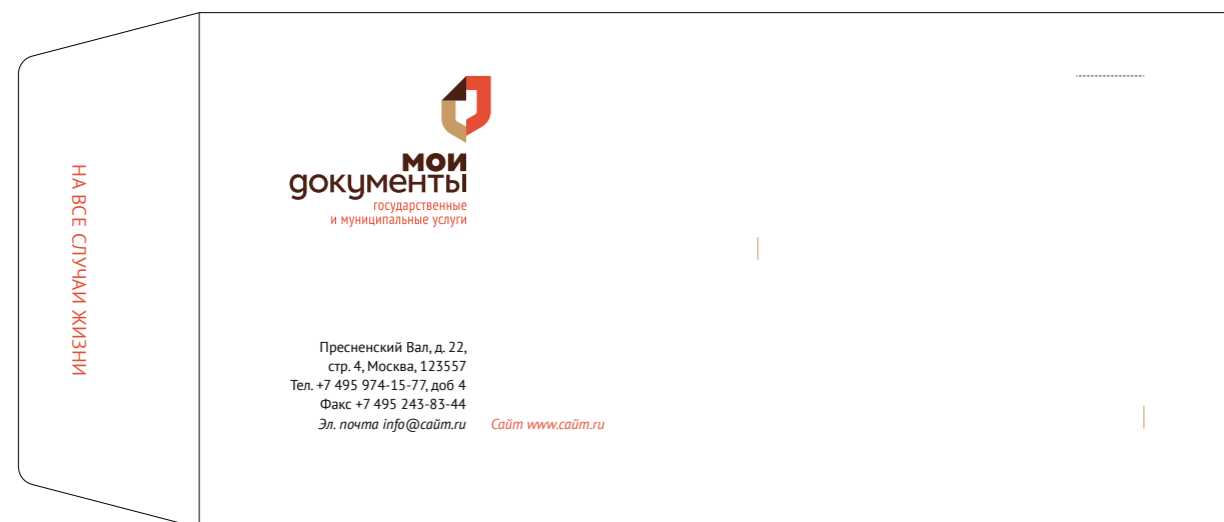 НА ВСЕ СЛУЧАИ ЖИЗНИ
мои
документы
государственные
и муниципальные услуги
Пресненский Вал, д. 22,
стр. 4, Москва, 123557
Тел. +7 495 974-15-77, доб 4
Факс +7 495 243-83-44
Эл. почта info@сайт.ru Сайт www.сайт.ru